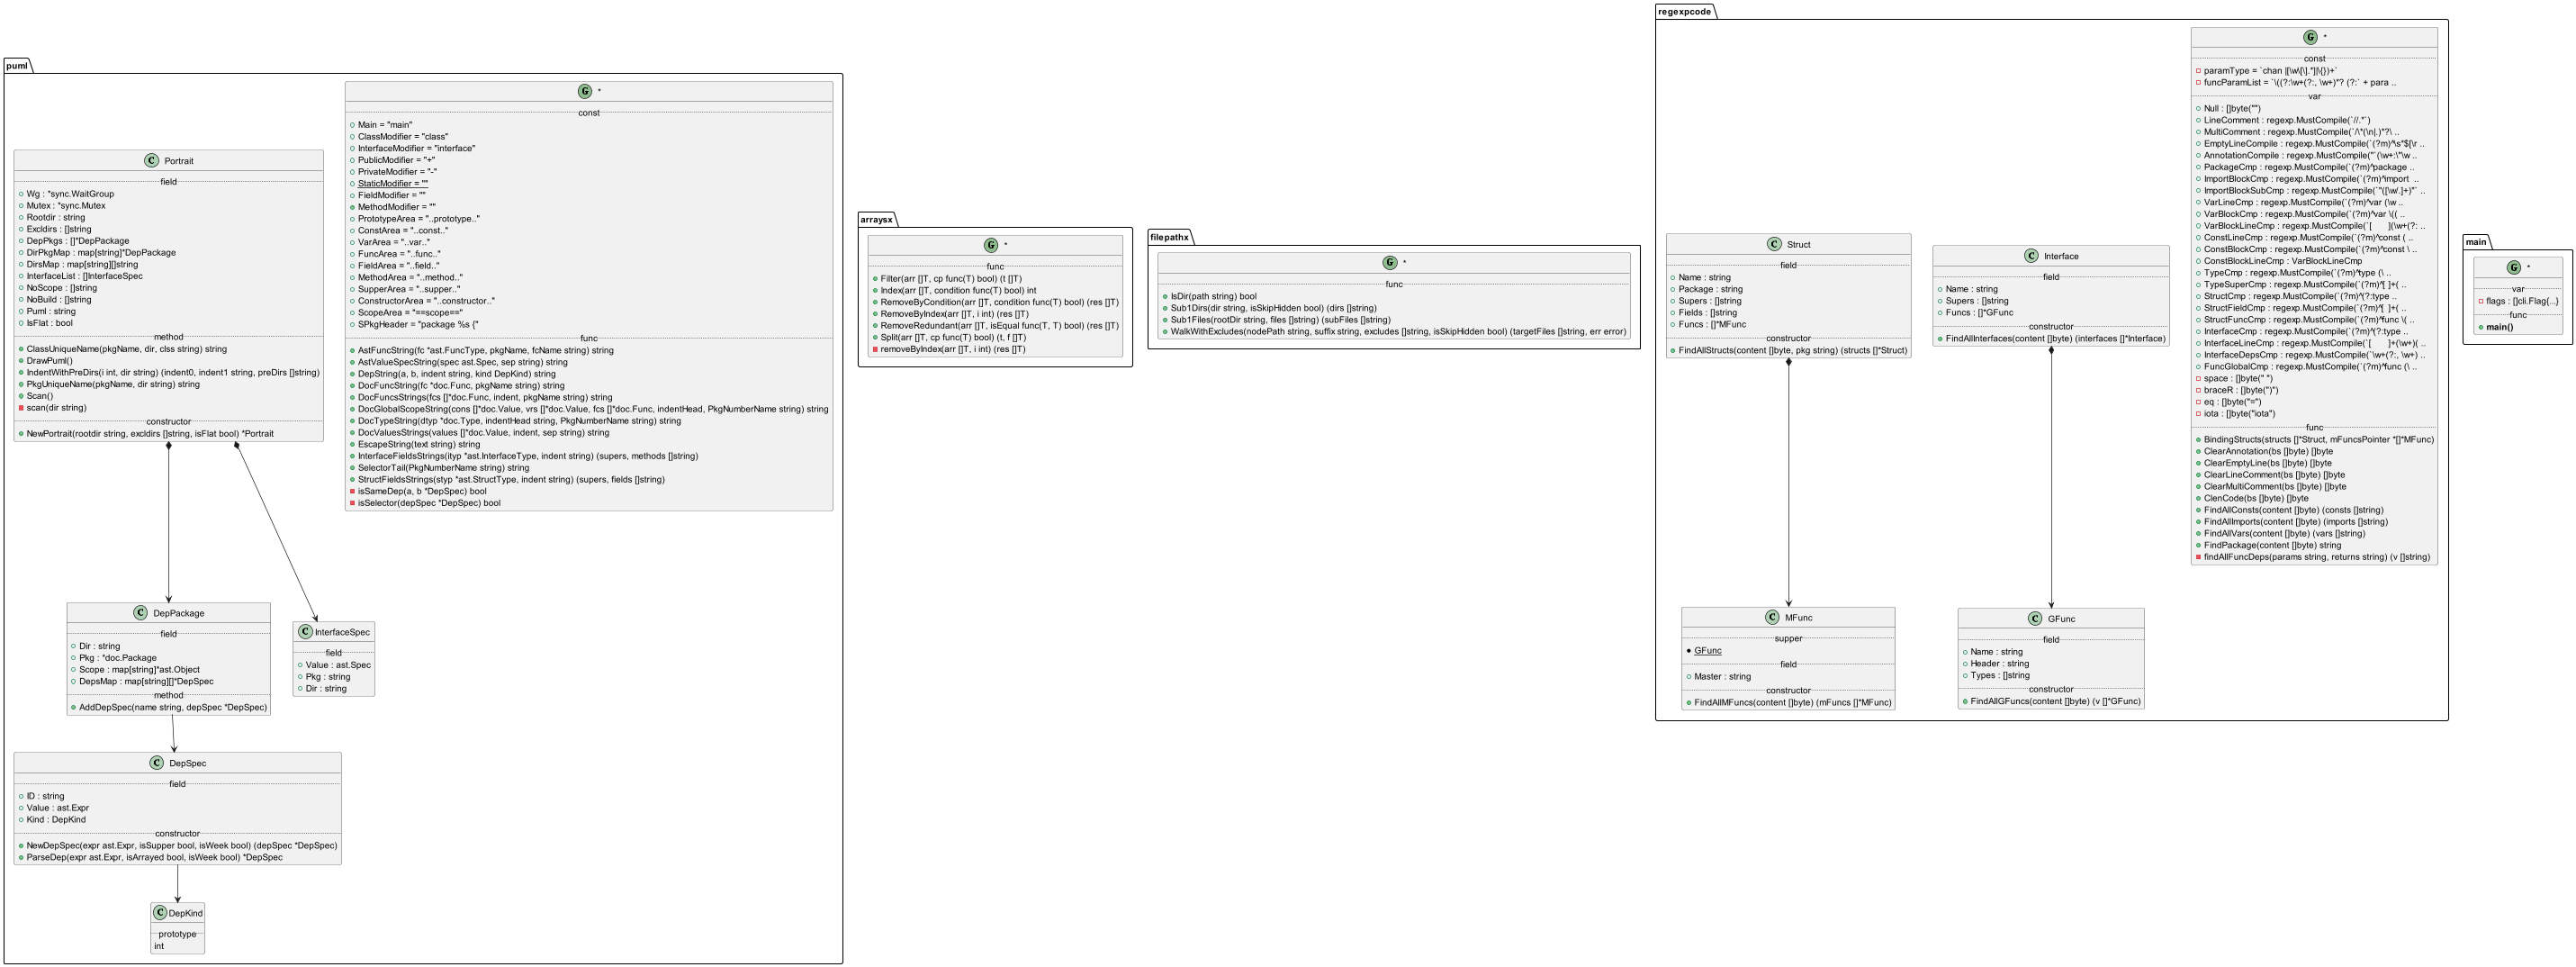 puml
G *
const
Main = "main"
ClassModifier = "class"
InterfaceModifier = "interface"
PublicModifier = "+"
PrivateModifier = "-"
StaticModifier = ""
FieldModifier = ""
MethodModifier = ""
PrototypeArea = "..prototype.."
ConstArea = "..const.."
VarArea = "..var.."
FuncArea = "..func.."
FieldArea = "..field.."
MethodArea = "..method.."
SupperArea = "..supper.."
ConstructorArea = "..constructor.."
ScopeArea = "==scope=="
SPkgHeader = "package %s {"
func
AstFuncString(fc *ast.FuncType, pkgName, fcName string) string
AstValueSpecString(spec ast.Spec, sep string) string
DepString(a, b, indent string, kind DepKind) string
DocFuncString(fc *doc.Func, pkgName string) string
DocFuncsStrings(fcs []*doc.Func, indent, pkgName string) string
DocGlobalScopeString(cons []*doc.Value, vrs []*doc.Value, fcs []*doc.Func, indentHead, PkgNumberName string) string
DocTypeString(dtyp *doc.Type, indentHead string, PkgNumberName string) string
DocValuesStrings(values []*doc.Value, indent, sep string) string
EscapeString(text string) string
InterfaceFieldsStrings(ityp *ast.InterfaceType, indent string) (supers, methods []string)
SelectorTail(PkgNumberName string) string
StructFieldsStrings(styp *ast.StructType, indent string) (supers, fields []string)
isSameDep(a, b *DepSpec) bool
isSelector(depSpec *DepSpec) bool
C Portrait
field
Wg : *sync.WaitGroup
Mutex : *sync.Mutex
Rootdir : string
Excldirs : []string
DepPkgs : []*DepPackage
DirPkgMap : map[string]*DepPackage
DirsMap : map[string][]string
InterfaceList : []InterfaceSpec
NoScope : []string
NoBuild : []string
Puml : string
IsFlat : bool
method
ClassUniqueName(pkgName, dir, clss string) string
DrawPuml()
IndentWithPreDirs(i int, dir string) (indent0, indent1 string, preDirs []string)
PkgUniqueName(pkgName, dir string) string
Scan()
scan(dir string)
constructor
NewPortrait(rootdir string, excldirs []string, isFlat bool) *Portrait
C DepPackage
field
Dir : string
Pkg : *doc.Package
Scope : map[string]*ast.Object
DepsMap : map[string][]*DepSpec
method
AddDepSpec(name string, depSpec *DepSpec)
C InterfaceSpec
field
Value : ast.Spec
Pkg : string
Dir : string
C DepSpec
field
ID : string
Value : ast.Expr
Kind : DepKind
constructor
NewDepSpec(expr ast.Expr, isSupper bool, isWeek bool) (depSpec *DepSpec)
ParseDep(expr ast.Expr, isArrayed bool, isWeek bool) *DepSpec
C DepKind
prototype
int
arraysx
G *
func
Filter(arr []T, cp func(T) bool) (t []T)
Index(arr []T, condition func(T) bool) int
RemoveByCondition(arr []T, condition func(T) bool) (res []T)
RemoveByIndex(arr []T, i int) (res []T)
RemoveRedundant(arr []T, isEqual func(T, T) bool) (res []T)
Split(arr []T, cp func(T) bool) (t, f []T)
removeByIndex(arr []T, i int) (res []T)
filepathx
G *
func
IsDir(path string) bool
Sub1Dirs(dir string, isSkipHidden bool) (dirs []string)
Sub1Files(rootDir string, files []string) (subFiles []string)
WalkWithExcludes(nodePath string, suffix string, excludes []string, isSkipHidden bool) (targetFiles []string, err error)
regexpcode
G *
const
paramType = `chan |[\w\[\].*]|\{})+`
funcParamList = `\((?:\w+(?:, \w+)*? (?:` + para ..
var
Null : []byte("")
LineComment : regexp.MustCompile(`//.*`)
MultiComment : regexp.MustCompile(`/\*(\n|.)*?\ ..
EmptyLineCompile : regexp.MustCompile(`(?m)^\s*$[\r ..
AnnotationCompile : regexp.MustCompile("`(\w+:\"\w ..
PackageCmp : regexp.MustCompile(`(?m)^package ..
ImportBlockCmp : regexp.MustCompile(`(?m)^import  ..
ImportBlockSubCmp : regexp.MustCompile(`"([\w/.]+)"` ..
VarLineCmp : regexp.MustCompile(`(?m)^var (\w ..
VarBlockCmp : regexp.MustCompile(`(?m)^var \(( ..
VarBlockLineCmp : regexp.MustCompile(`[       ](\w+(?: ..
ConstLineCmp : regexp.MustCompile(`(?m)^const ( ..
ConstBlockCmp : regexp.MustCompile(`(?m)^const \ ..
ConstBlockLineCmp : VarBlockLineCmp
TypeCmp : regexp.MustCompile(`(?m)^type (\ ..
TypeSuperCmp : regexp.MustCompile(`(?m)^[ ]+( ..
StructCmp : regexp.MustCompile(`(?m)^(?:type ..
StructFieldCmp : regexp.MustCompile(`(?m)^[  ]+( ..
StructFuncCmp : regexp.MustCompile(`(?m)^func \( ..
InterfaceCmp : regexp.MustCompile(`(?m)^(?:type ..
InterfaceLineCmp : regexp.MustCompile(`[       ]+(\w+)( ..
InterfaceDepsCmp : regexp.MustCompile(`\w+(?:, \w+) ..
FuncGlobalCmp : regexp.MustCompile(`(?m)^func (\ ..
space : []byte(" ")
braceR : []byte(")")
eq : []byte("=")
iota : []byte("iota")
func
BindingStructs(structs []*Struct, mFuncsPointer *[]*MFunc)
ClearAnnotation(bs []byte) []byte
ClearEmptyLine(bs []byte) []byte
ClearLineComment(bs []byte) []byte
ClearMultiComment(bs []byte) []byte
ClenCode(bs []byte) []byte
FindAllConsts(content []byte) (consts []string)
FindAllImports(content []byte) (imports []string)
FindAllVars(content []byte) (vars []string)
FindPackage(content []byte) string
findAllFuncDeps(params string, returns string) (v []string)
C Struct
field
Name : string
Package : string
Supers : []string
Fields : []string
Funcs : []*MFunc
constructor
FindAllStructs(content []byte, pkg string) (structs []*Struct)
C Interface
field
Name : string
Supers : []string
Funcs : []*GFunc
constructor
FindAllInterfaces(content []byte) (interfaces []*Interface)
C MFunc
supper
GFunc
field
Master : string
constructor
FindAllMFuncs(content []byte) (mFuncs []*MFunc)
C GFunc
field
Name : string
Header : string
Types : []string
constructor
FindAllGFuncs(content []byte) (v []*GFunc)
main
G *
var
flags : []cli.Flag{...}
func
main()